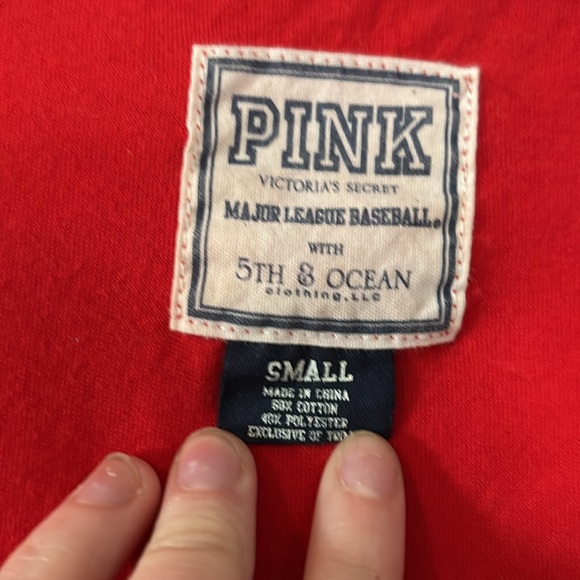 PINK
VICTORIA'S SECRET
MAJOR LEAGUE BASEBALL®
WITH
5TH & OCEAN
clothing, LLC
SMALL
MADE IN CHINA
60% COTTON
40% POLYESTER
EXCLUSIVE OF TRIM